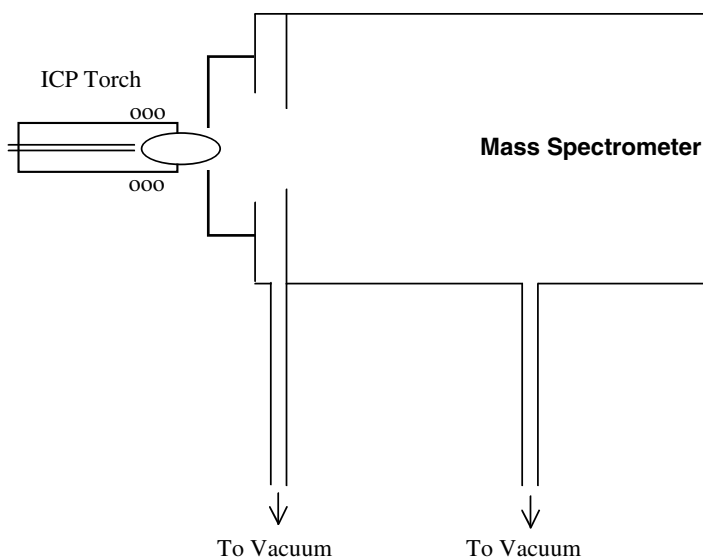 ICP Torch
ooo
Mass Spectrometer
ooo
To Vacuum
To Vacuum